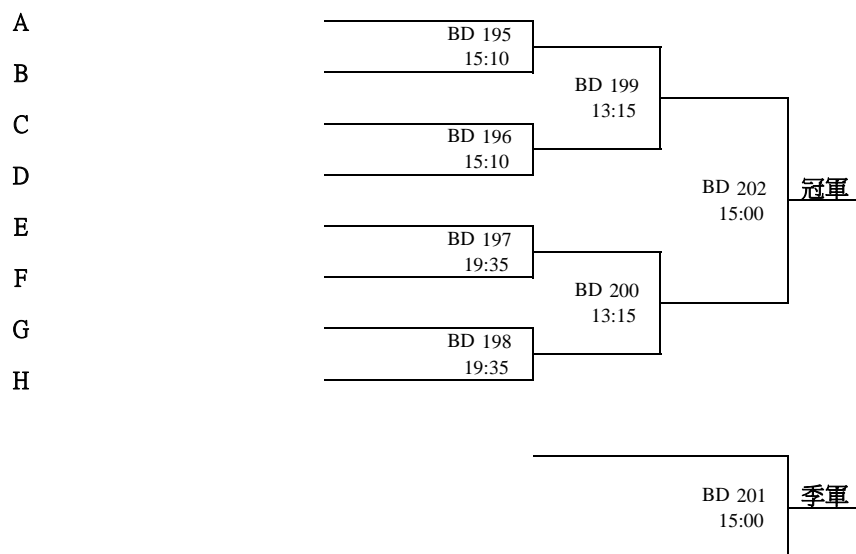 A
BD 195
15:10
B
BD 199
13:15
C
BD 196
15:10
D
BD 202
15:00
冠軍
E
BD 197
19:35
F
BD 200
13:15
G
BD 198
19:35
H
BD 201
15:00
季軍